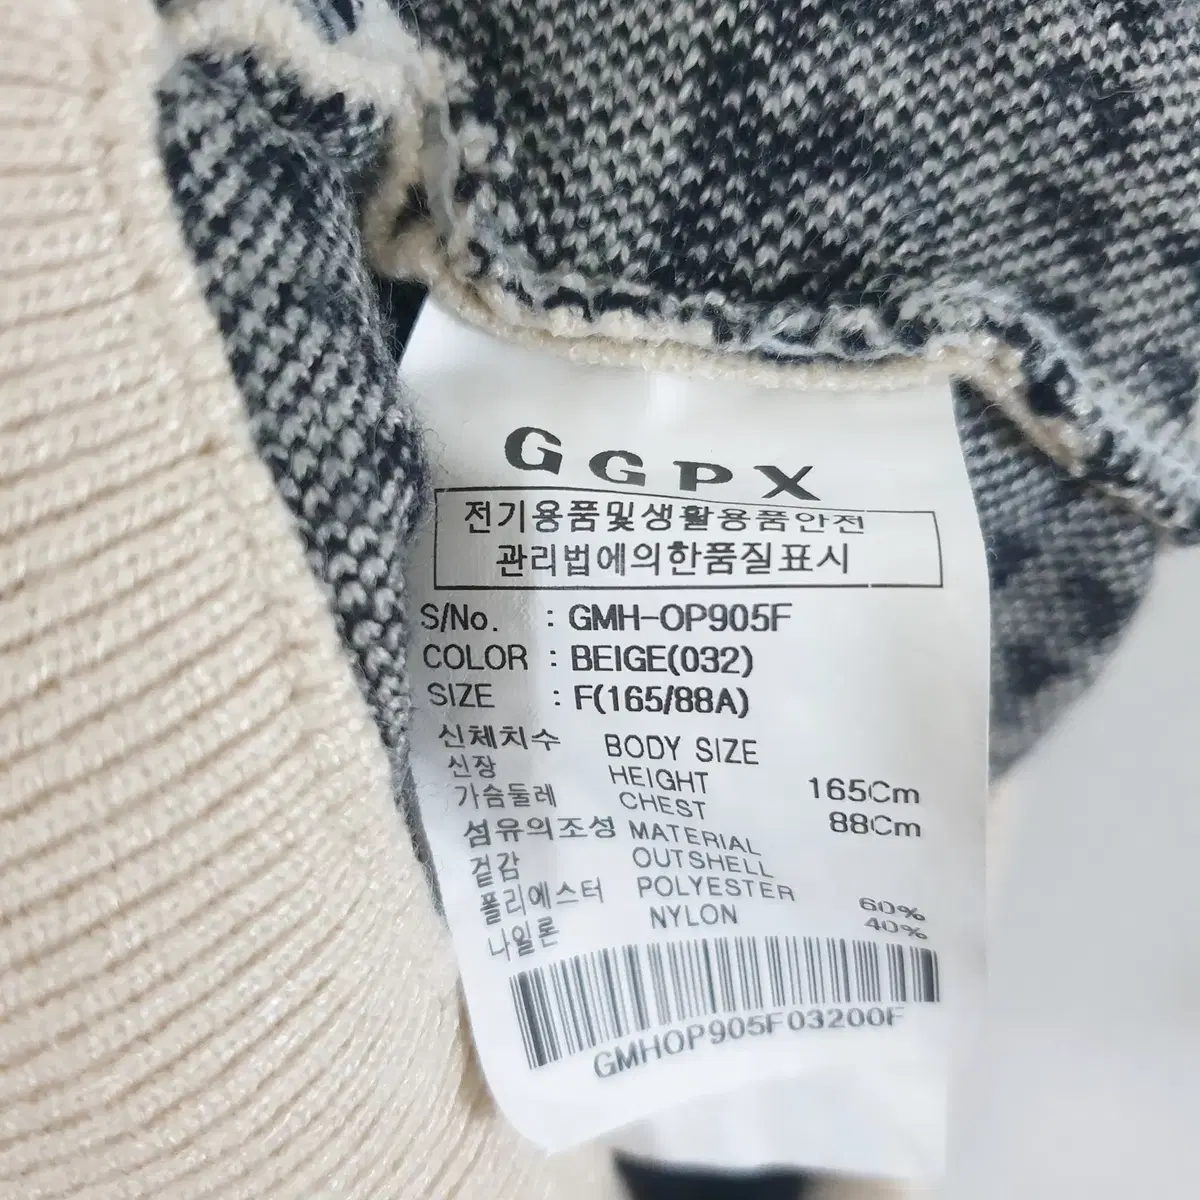 GGPX
전기용품및생활용품안전
관리법에의한품질표시
S/No. : GMH-OP905F
COLOR : BEIGE(032)
SIZE : F(165/88A)
신체치수 BODY SIZE
신장 HEIGHT 165Cm
가슴둘레 CHEST 88Cm
섬유의조성 MATERIAL
겉감 OUTSHELL
폴리에스터 POLYESTER 60%
나일론 NYLON 40%
GMHOP905F03200F